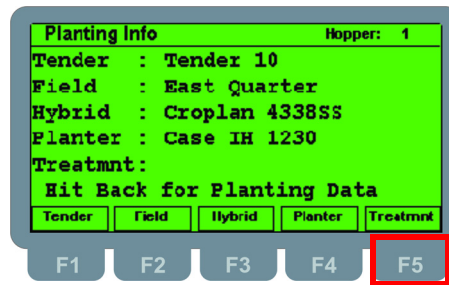 Planting Info Hopper: 1
Tender : Tender 10
Field : East Quarter
Hybrid : Croplan 4338SS
Planter : Case IH 1230
Treatmnt:
Hit Back for Planting Data
Tender Field Hybrid Planter Treatmnt
F1 F2 F3 F4 F5